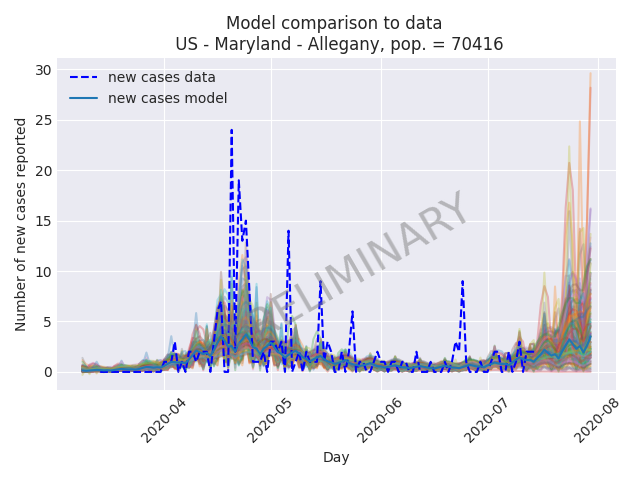 Model comparison to data
US - Maryland - Allegany, pop. = 70416
new cases data
new cases model
Number of new cases reported
30
25
20
15
10
5
0
PRELIMINARY
2020-04
2020-05
2020-06
2020-07
2020-08
Day